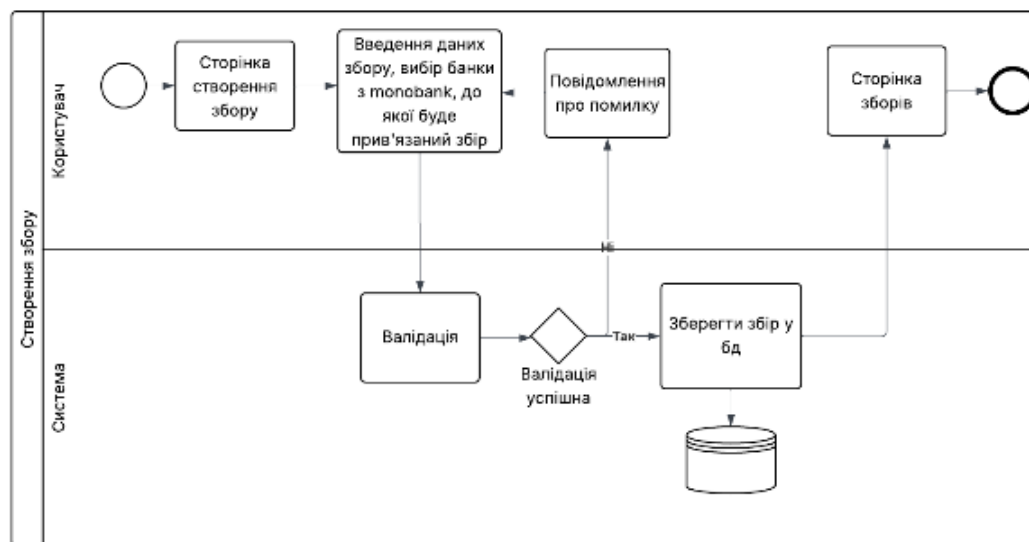 Створення збору
Користувач
Сторінка
створення
збору
Введення даних
збору, вибір банки
з monobank, до
якої буде
прив'язаний збір
Повідомлення
про помилку
Сторінка
зборів
Ні
Система
Валідація
Валідація
успішна
Так
Зберегти збір у
бд